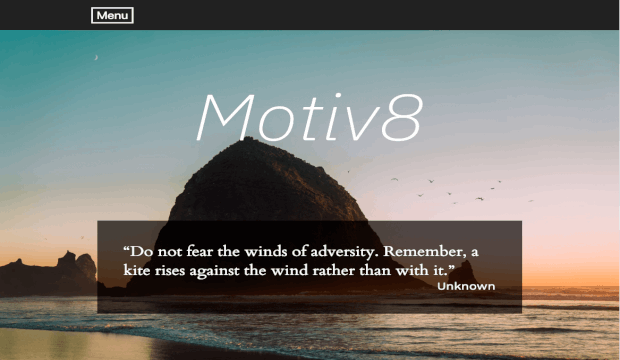 Menu
Motiv8
“Do not fear the winds of adversity. Remember, a
kite rises against the wind rather than with it.”
Unknown